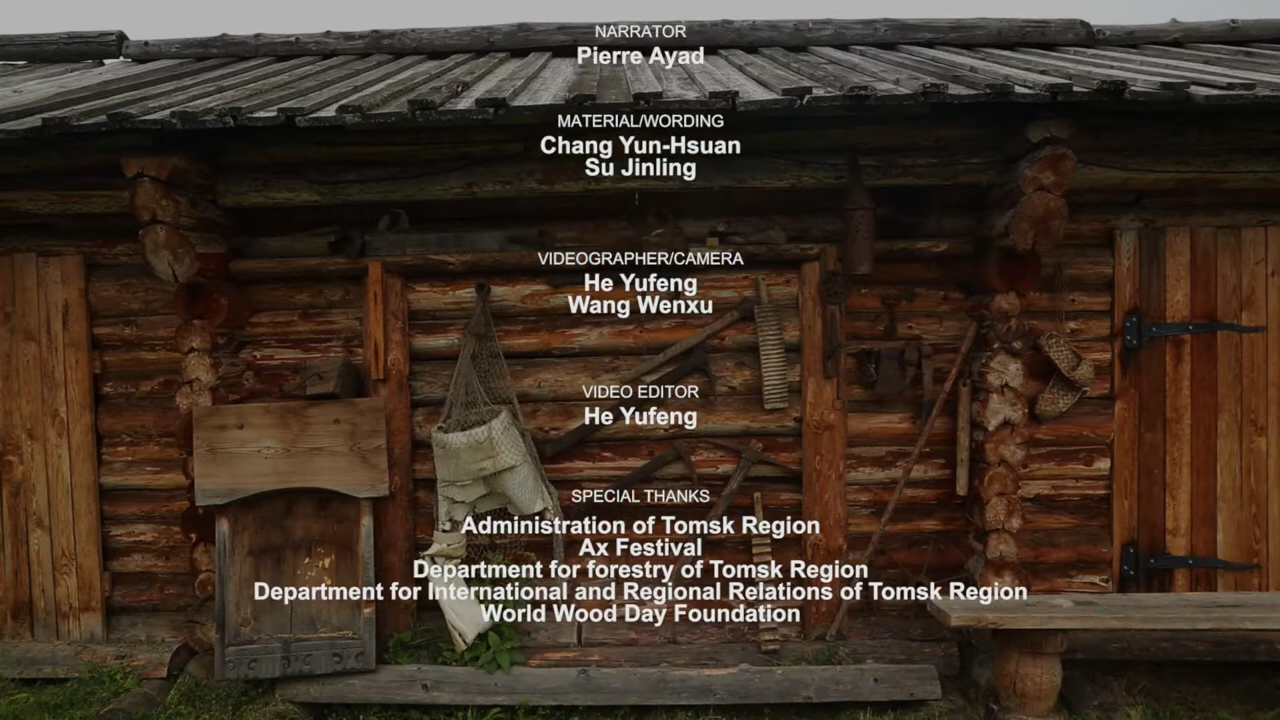 NARRATOR
Pierre Ayad
MATERIAL/WORDING
Chang Yun-Hsuan
Su Jinling
VIDEOGRAPHER/CAMERA
He Yufeng
Wang Wenxu
VIDEO EDITOR
He Yufeng
SPECIAL THANKS
Administration of Tomsk Region
Ax Festival
Department for forestry of Tomsk Region
Department for International and Regional Relations of Tomsk Region
World Wood Day Foundation